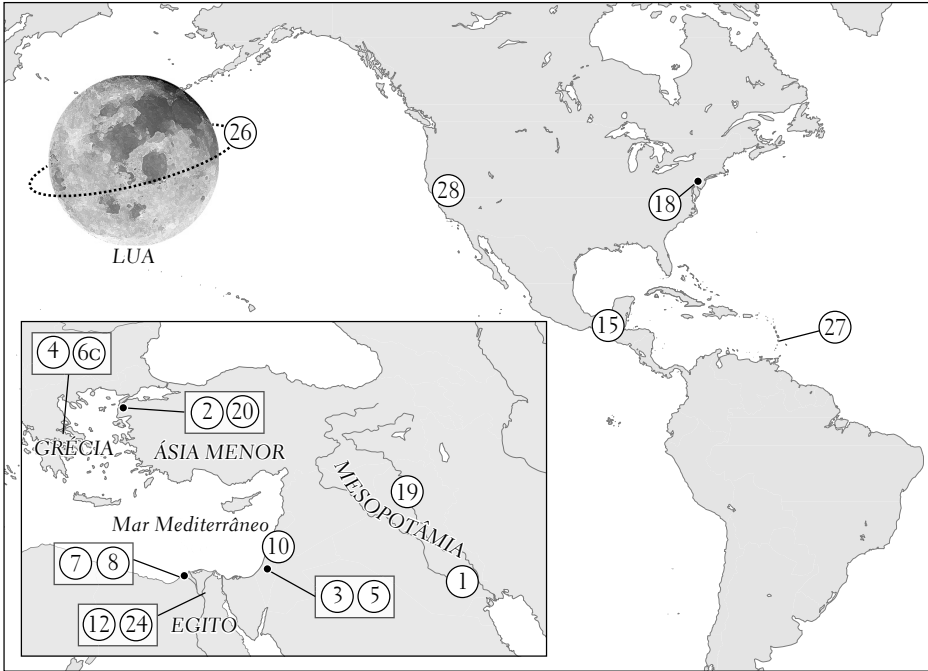 26
28
18
LUA
15
27
4 6c
2 20
GRÉCIA
ÁSIA MENOR
MESOPOTÂMIA
19
Mar Mediterrâneo
10
7 8
3 5
1
12 24
EGITO